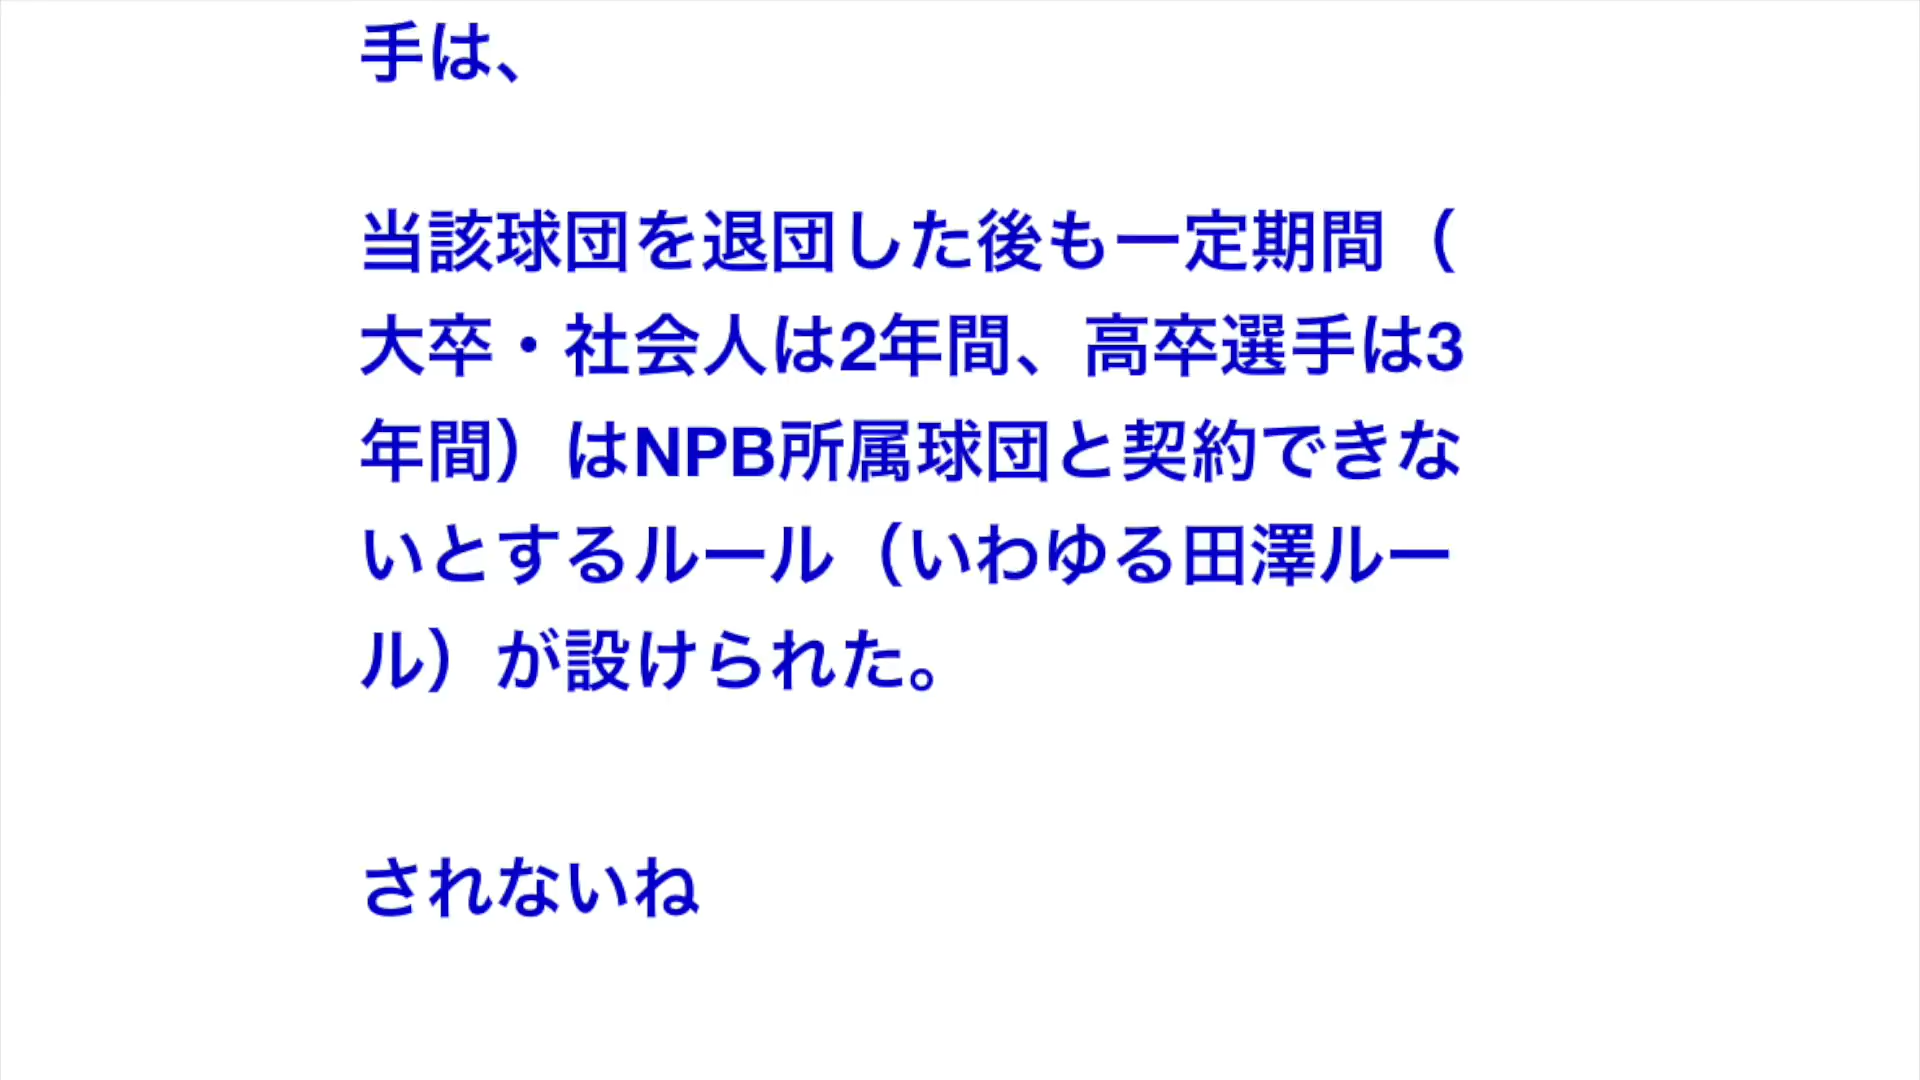 手は、
当該球団を退団した後も一定期間（
大卒・社会人は2年間、高卒選手は3
年間）はNPB所属球団と契約できな
いとするルール（いわゆる田澤ルー
ル）が設けられた。
されないね